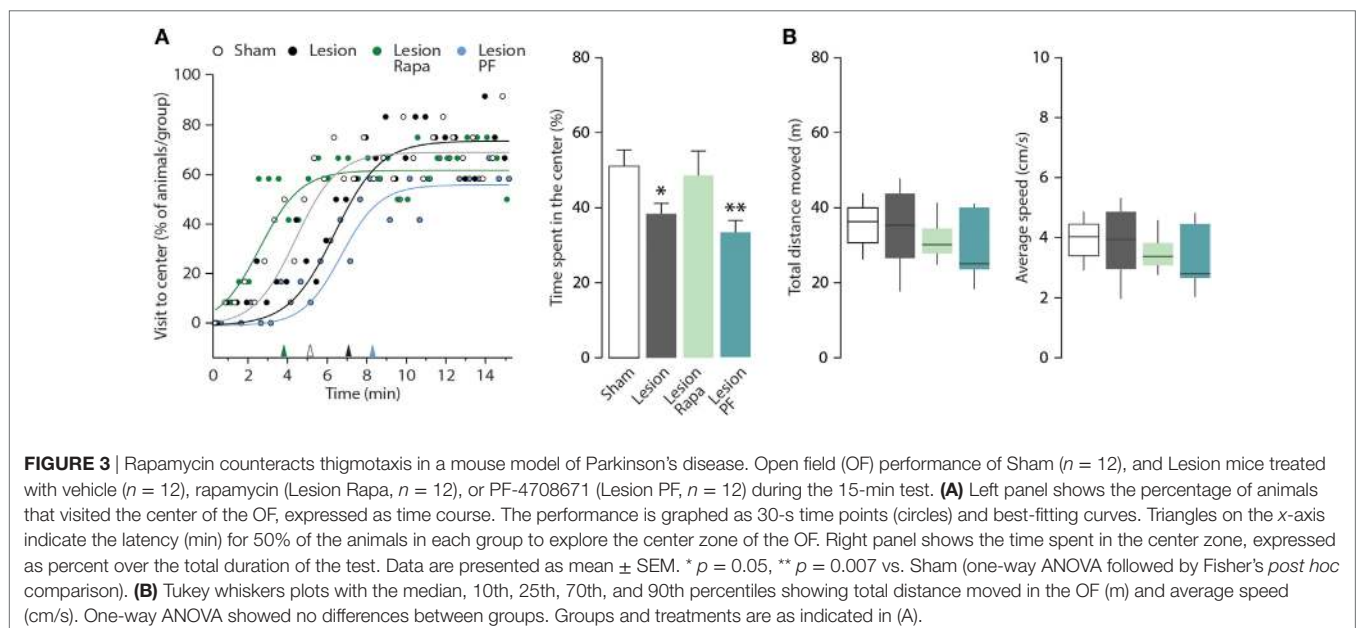 A
Sham
Lesion
Lesion
Rapa
Lesion
PF
Visit to center (% of animals/group)
100
80
60
40
20
0
0 2 4 6 8 10 12 14
Time (min)
Time spent in the center (%)
80
60
40
20
0
*
**
Sham
Lesion
Lesion
Rapa
Lesion
PF
B
Total distance moved (m)
80
60
40
20
0
Average speed (cm/s)
10
8
6
4
2
0
FIGURE 3 | Rapamycin counteracts thigmotaxis in a mouse model of Parkinson's disease. Open field (OF) performance of Sham (n = 12), and Lesion mice treated
with vehicle (n = 12), rapamycin (Lesion Rapa, n = 12), or PF-4708671 (Lesion PF, n = 12) during the 15-min test. (A) Left panel shows the percentage of animals
that visited the center of the OF, expressed as time course. The performance is graphed as 30-s time points (circles) and best-fitting curves. Triangles on the x-axis
indicate the latency (min) for 50% of the animals in each group to explore the center zone of the OF. Right panel shows the time spent in the center zone, expressed
as percent over the total duration of the test. Data are presented as mean ± SEM. * p = 0.05, ** p = 0.007 vs. Sham (one-way ANOVA followed by Fisher's post hoc
comparison). (B) Tukey whiskers plots with the median, 10th, 25th, 70th, and 90th percentiles showing total distance moved in the OF (m) and average speed
(cm/s). One-way ANOVA showed no differences between groups. Groups and treatments are as indicated in (A).